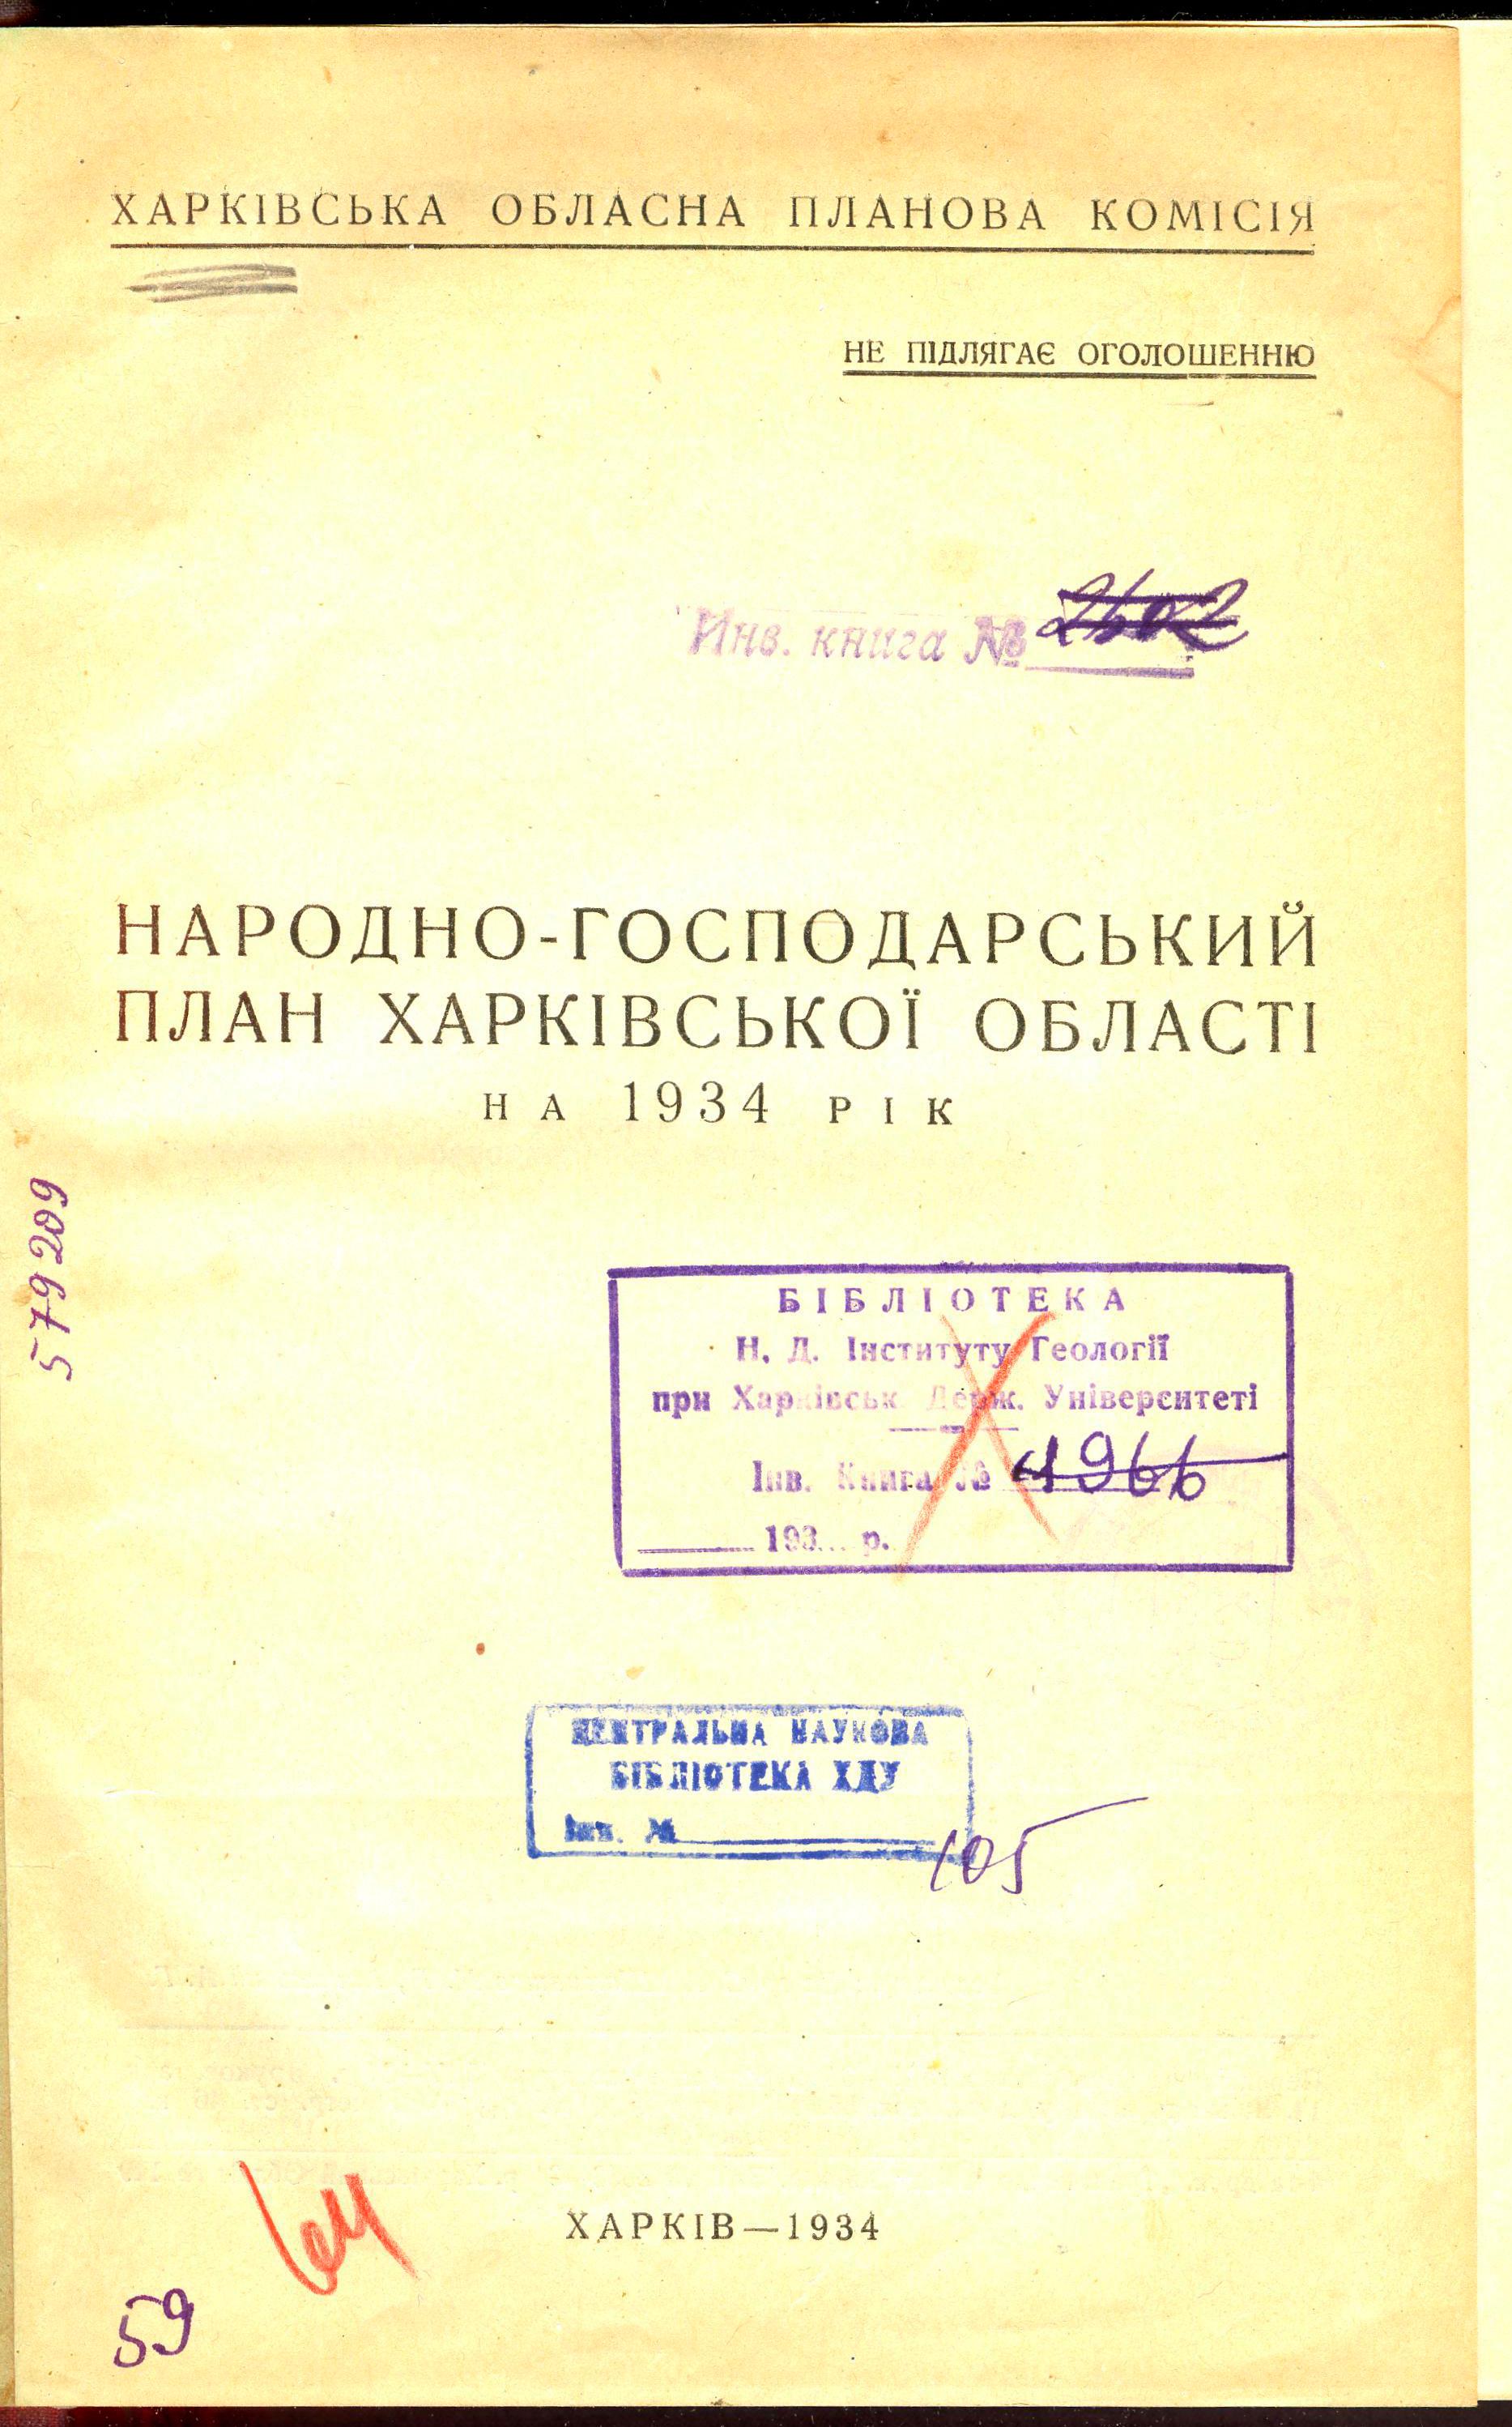 ХАРКІВСЬКА ОБЛАСНА ПЛАНОВА КОМІСІЯ
НЕ ПІДЛЯГАЄ ОГОЛОШЕННЮ
Инв. книга №
НАРОДНО-ГОСПОДАРСЬКИЙ
ПЛАН ХАРКІВСЬКОЇ ОБЛАСТІ
НА 1934 РІК
579209
БІБЛІОТЕКА
Н. Д. Інституту Геології
при Харківськ. Держ. Університеті
Інв. Книга № 1966
193 р.
ЦЕНТРАЛЬНА НАУКОВА
БІБЛІОТЕКА ХДУ
Інв. №
105
ХАРКІВ—1934
59